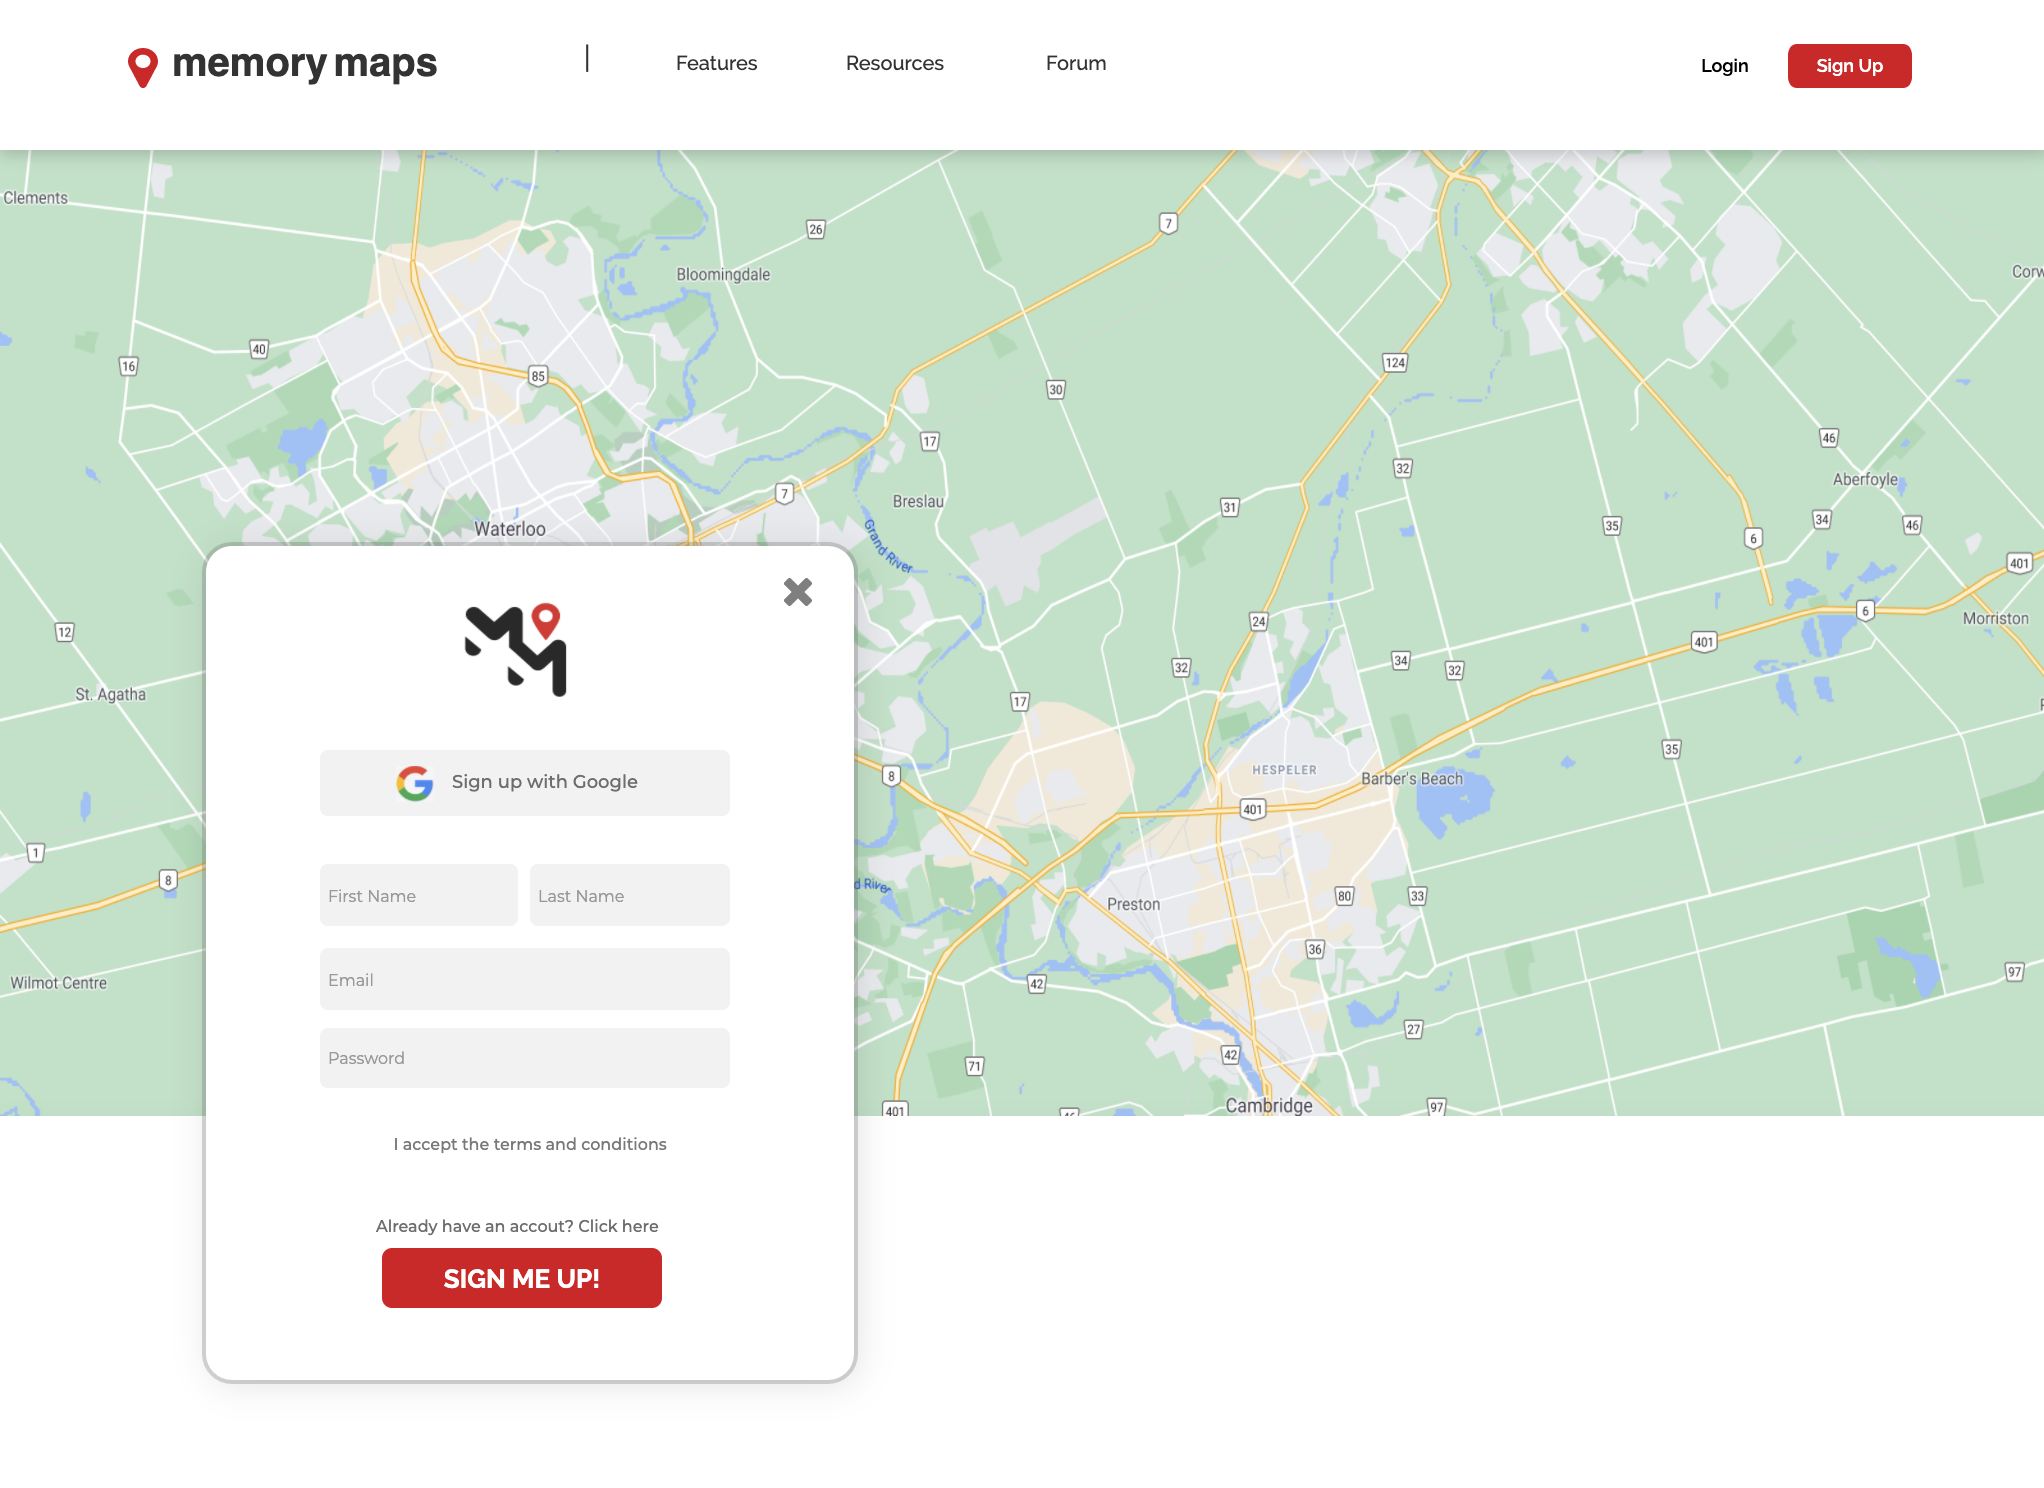 memory maps | Features Resources Forum Login Sign Up
Clements
26
7
Bloomingdale
Corw
40
16
85
124
30
17
46
32
Aberfoyle
7
Breslau
31
34
46
35
Waterloo
6
Grand River
401
6
12
24
Morriston
401
34
32
32
St. Agatha
17
35
HESPELER
8
Barber's Beach
401
1
8
d River
80
33
Preston
36
Wilmot Centre
97
42
27
42
71
Cambridge
97
401
46
MM
Sign up with Google
First Name Last Name
Email
Password
I accept the terms and conditions
Already have an accout? Click here
SIGN ME UP!